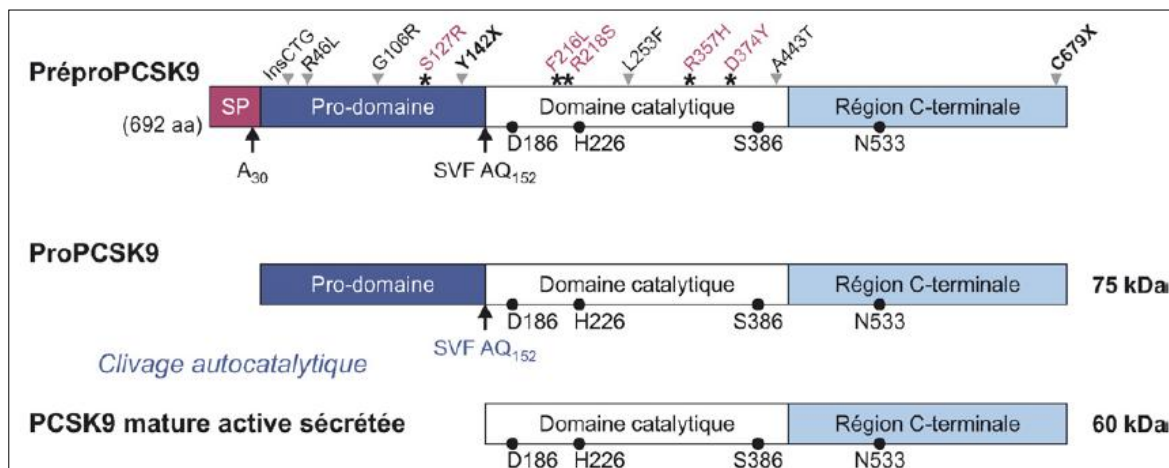 InsCTG R46L G106R S127R Y142X F216L R218S L253F R357H D374Y A443T C679X
PréproPCSK9
SP Pro-domaine Domaine catalytique Région C-terminale
(692 aa)
D186 H226 S386 N533
A30 SVF AQ152
ProPCSK9
Pro-domaine Domaine catalytique Région C-terminale 75 kDa
D186 H226 S386 N533
Clivage autocatalytique SVF AQ152
PCSK9 mature active sécrétée Domaine catalytique Région C-terminale 60 kDa
D186 H226 S386 N533